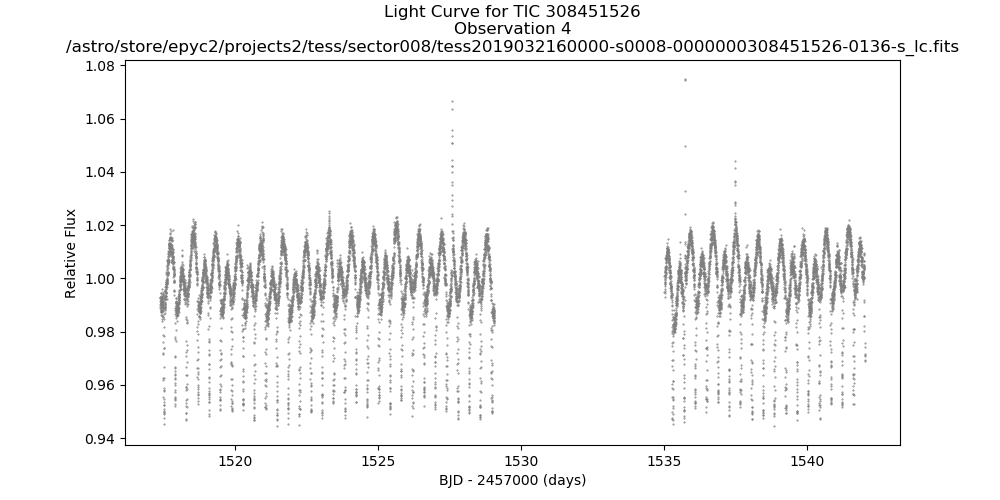 Light Curve for TIC 308451526
Observation 4
/astro/store/epyc2/projects2/tess/sector008/tess2019032160000-s0008-0000000308451526-0136-s_lc.fits
1.08
1.06
1.04
1.02
1.00
0.98
0.96
0.94
Relative Flux
1520
1525
1530
1535
1540
BJD - 2457000 (days)